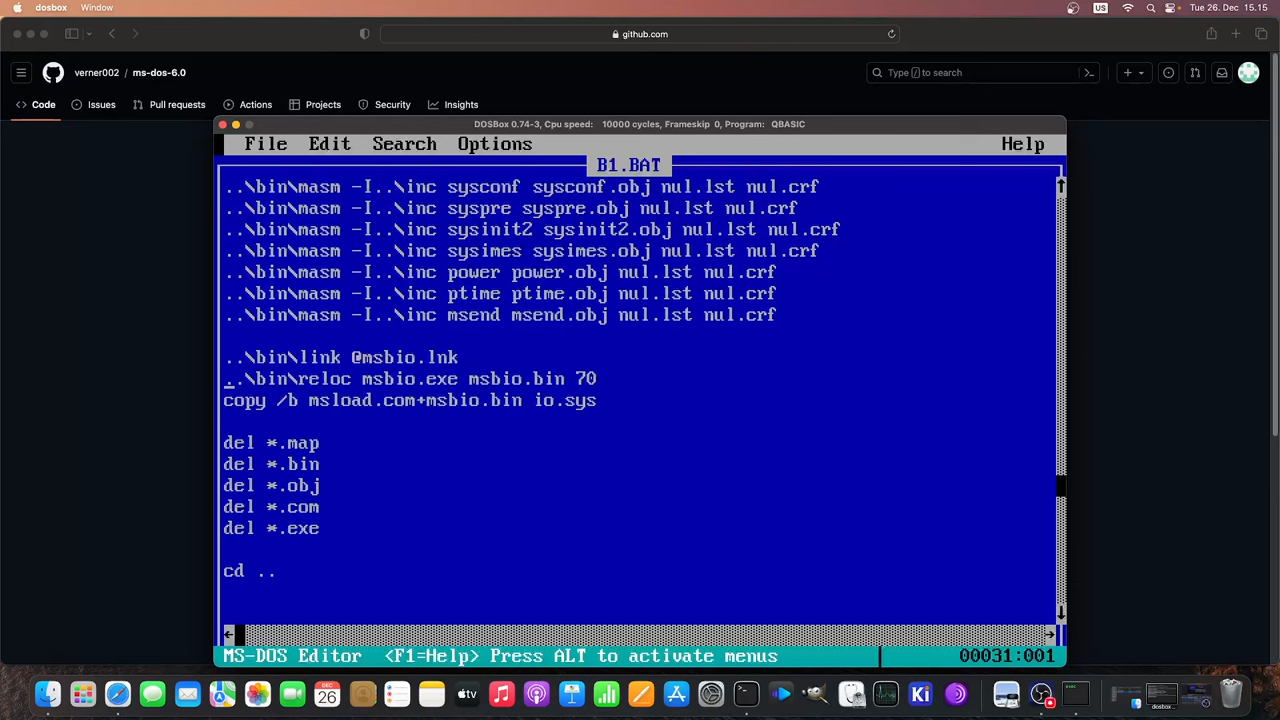 dosbox Window US Tue 26. Dec 15.15
github.com
verner002 / ms-dos-6.0 Type / to search
Code Issues Pull requests Actions Projects Security Insights
DOSBox 0.74-3, Cpu speed: 10000 cycles, Frameskip 0, Program: QBASIC
File Edit Search Options Help
B1.BAT
..\bin\masm -I..\inc sysconf sysconf.obj nul.lst nul.crf
..\bin\masm -I..\inc syspre syspre.obj nul.lst nul.crf
..\bin\masm -I..\inc sysinit2 sysinit2.obj nul.lst nul.crf
..\bin\masm -I..\inc sysimes sysimes.obj nul.lst nul.crf
..\bin\masm -I..\inc power power.obj nul.lst nul.crf
..\bin\masm -I..\inc ptime ptime.obj nul.lst nul.crf
..\bin\masm -I..\inc msend msend.obj nul.lst nul.crf
..\bin\link @msbio.lnk
..\bin\reloc msbio.exe msbio.bin 70
copy /b msload.com+msbio.bin io.sys
del *.map
del *.bin
del *.obj
del *.com
del *.exe
cd ..
MS-DOS Editor <F1=Help> Press ALT to activate menus 00031:001
26 tv Ki